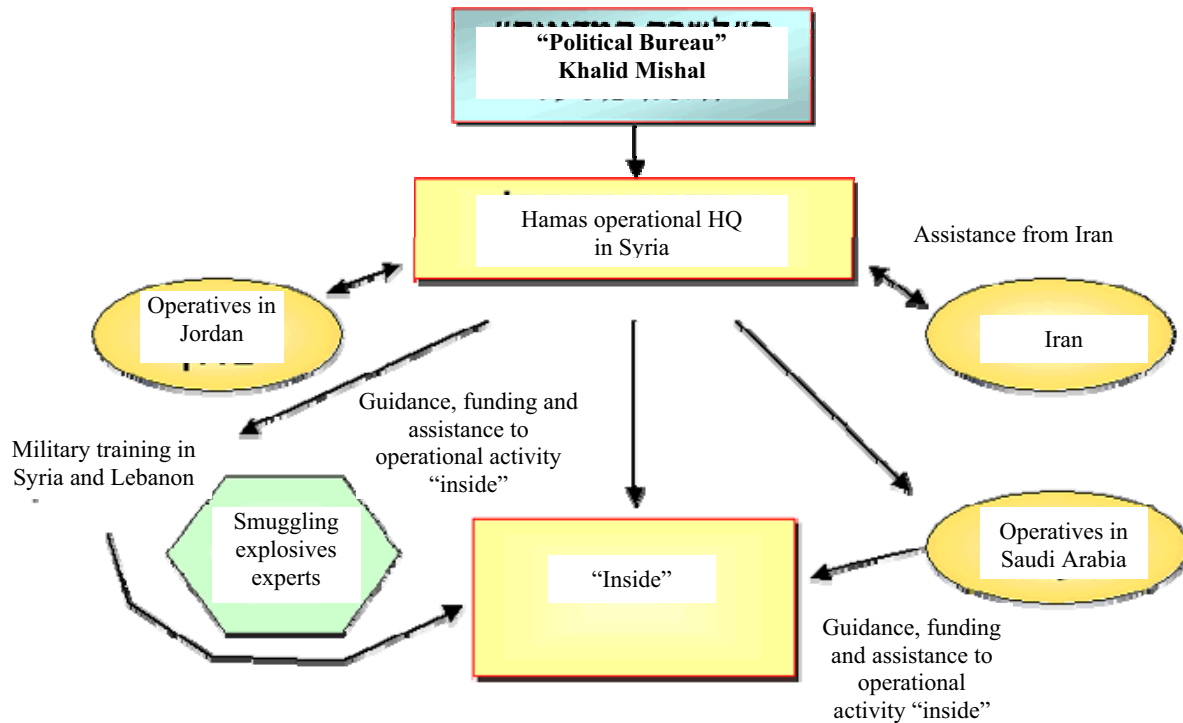 “Political Bureau”
Khalid Mishal
Hamas operational HQ
in Syria
Assistance from Iran
Operatives in
Jordan
Iran
Guidance, funding and
assistance to
operational activity
“inside”
Military training in
Syria and Lebanon
Smuggling
explosives
experts
“Inside”
Operatives in
Saudi Arabia
Guidance, funding
and assistance to
operational
activity “inside”